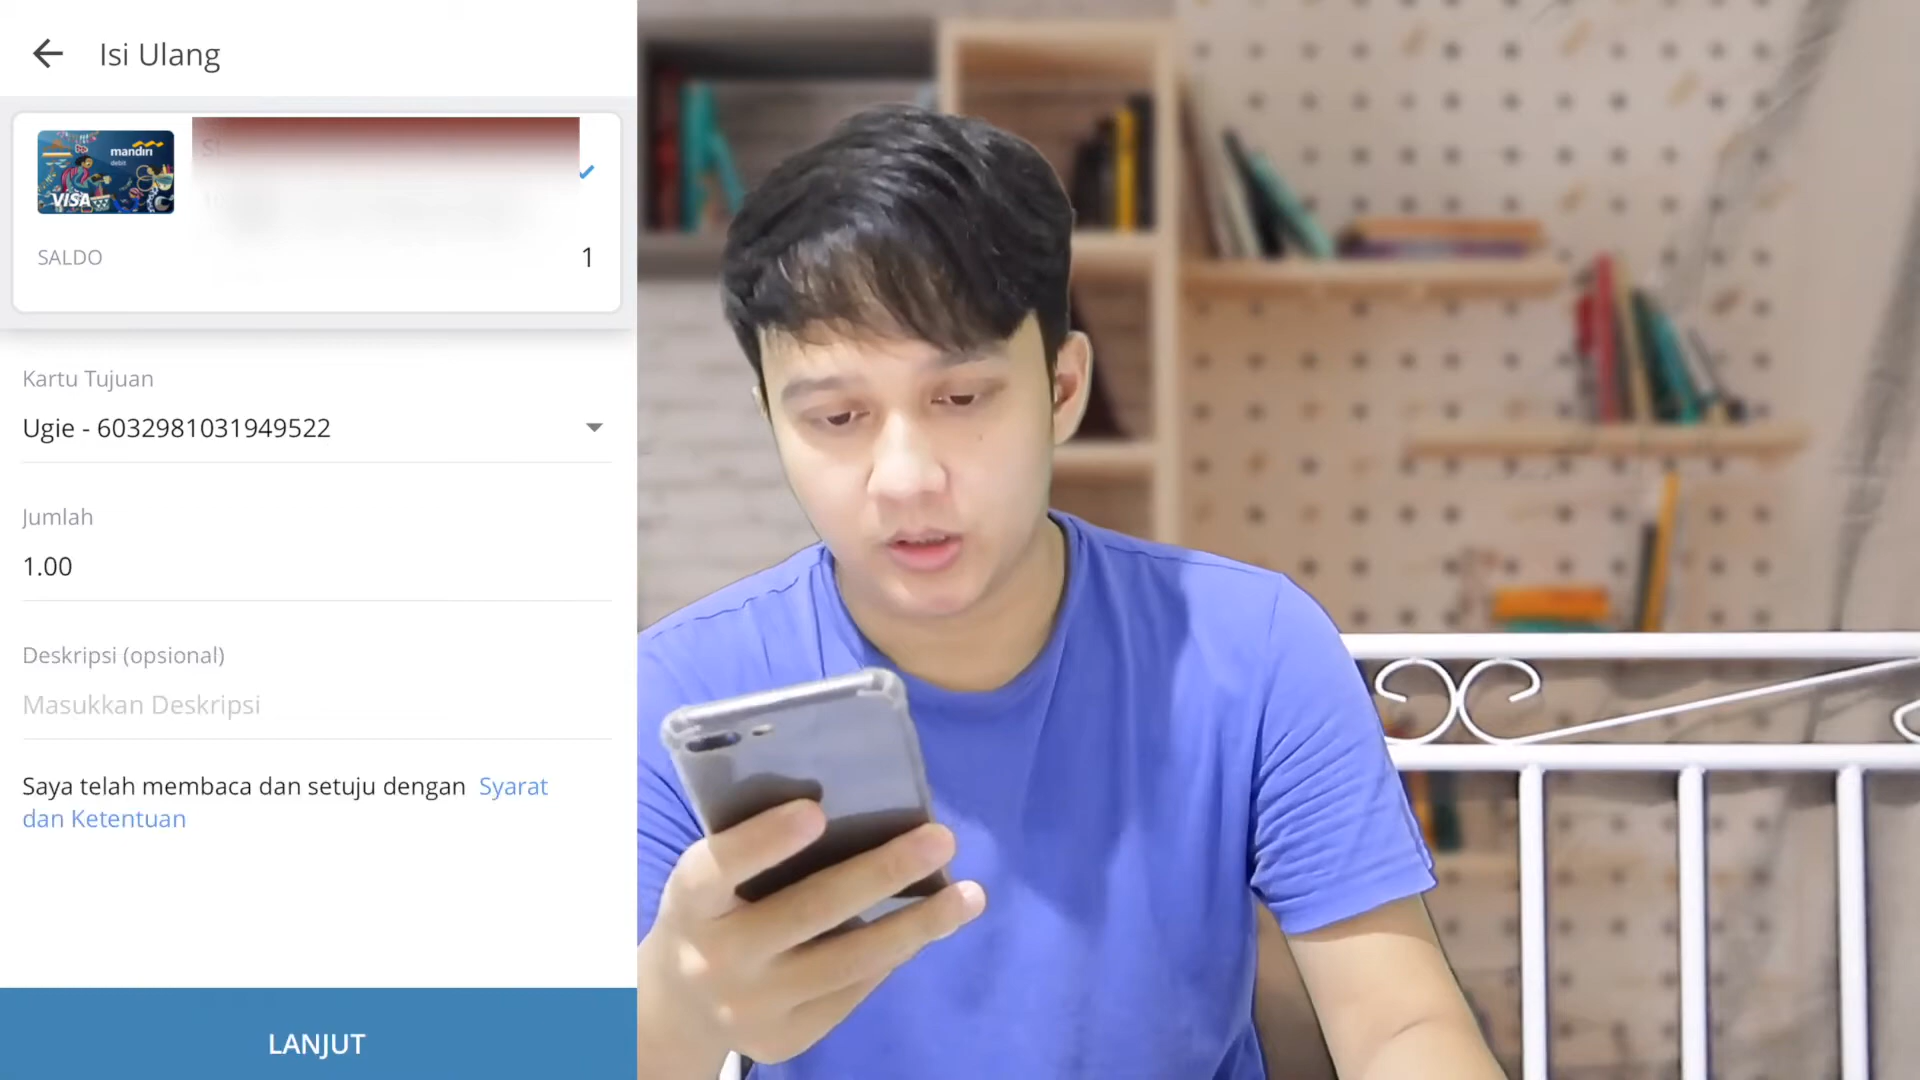 Isi Ulang
mandiri
debit
VISA
SALDO
1
Kartu Tujuan
Ugie - 6032981031949522
Jumlah
1.00
Deskripsi (opsional)
Masukkan Deskripsi
Saya telah membaca dan setuju dengan Syarat
dan Ketentuan
LANJUT